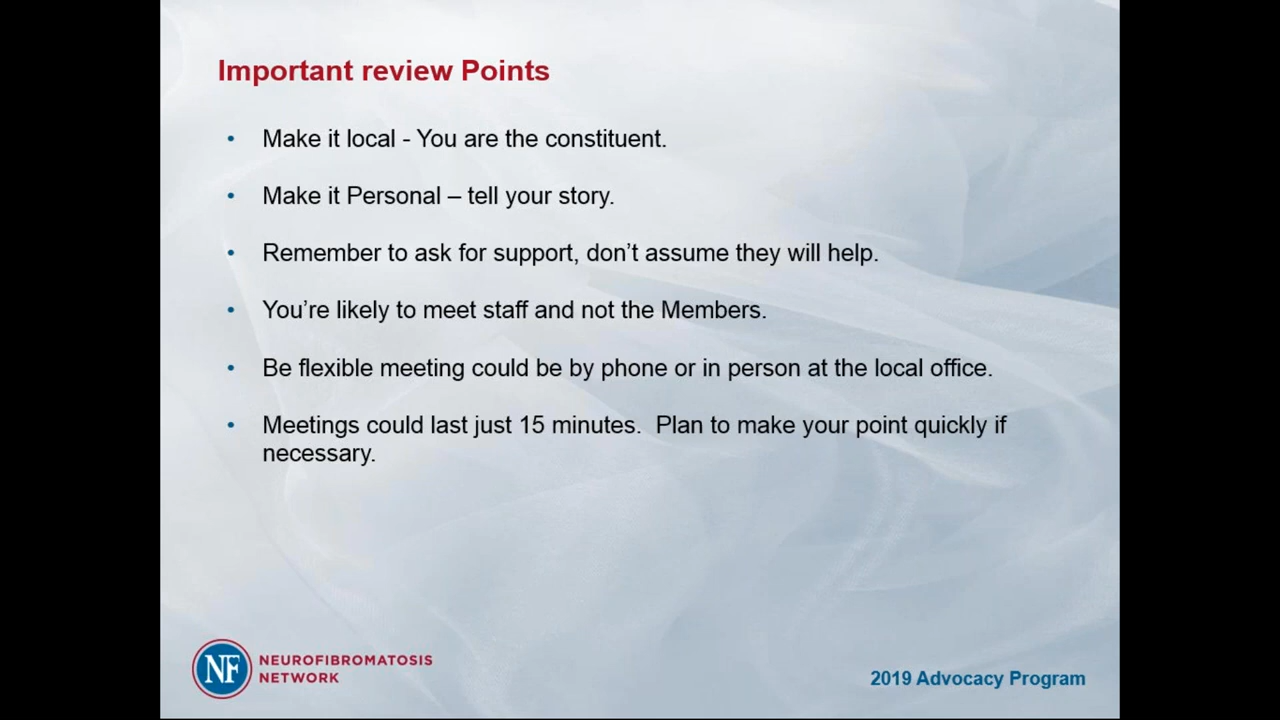 Important review Points
• Make it local - You are the constituent.
• Make it Personal – tell your story.
• Remember to ask for support, don’t assume they will help.
• You’re likely to meet staff and not the Members.
• Be flexible meeting could be by phone or in person at the local office.
• Meetings could last just 15 minutes.  Plan to make your point quickly if
necessary.
NF
NEUROFIBROMATOSIS
NETWORK
2019 Advocacy Program